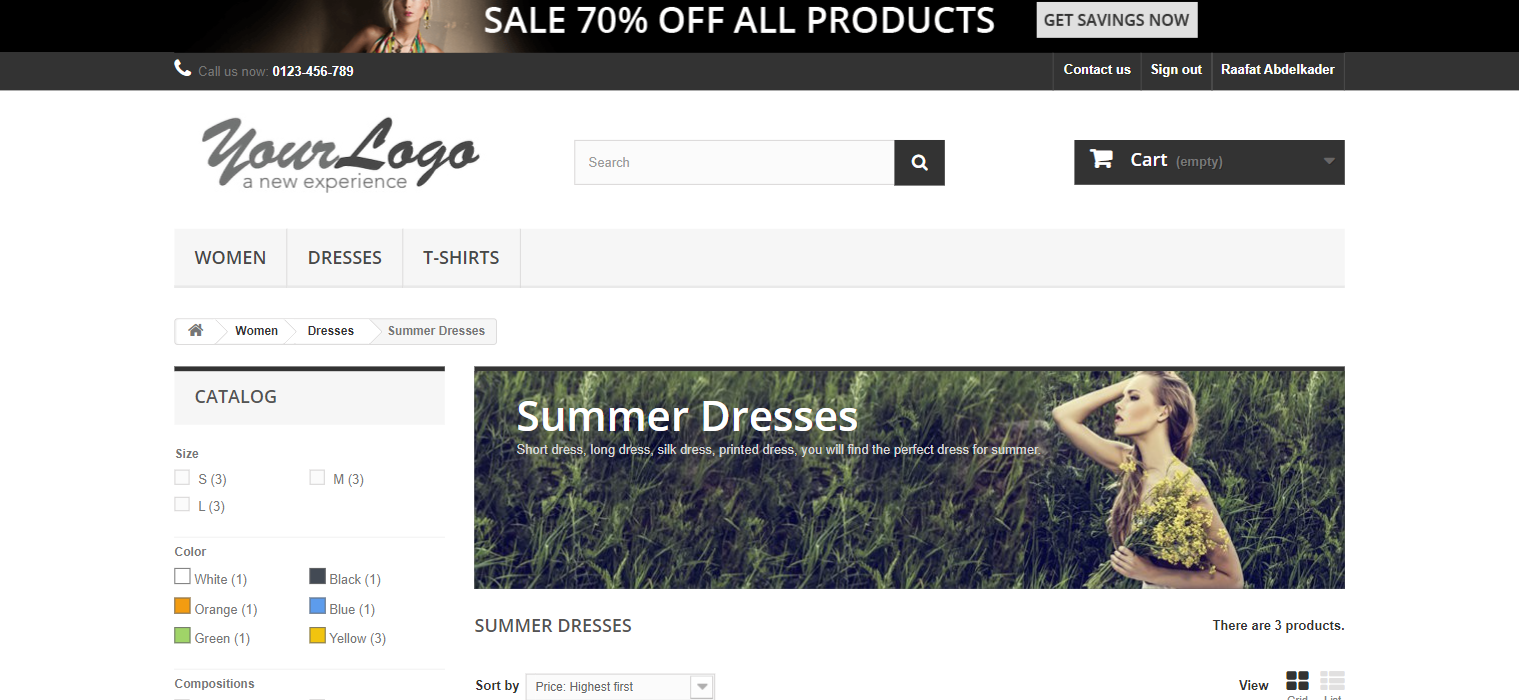 SALE 70% OFF ALL PRODUCTS GET SAVINGS NOW
Call us now: 0123-456-789 Contact us Sign out Raafat Abdelkader
YourLogo
a new experience
Search
Cart (empty)
WOMEN DRESSES T-SHIRTS
Women Dresses Summer Dresses
CATALOG
Size
S (3) M (3)
L (3)
Color
White (1) Black (1)
Orange (1) Blue (1)
Green (1) Yellow (3)
Compositions
Summer Dresses
Short dress, long dress, silk dress, printed dress, you will find the perfect dress for summer.
SUMMER DRESSES There are 3 products.
Sort by Price: Highest first View
Grid List